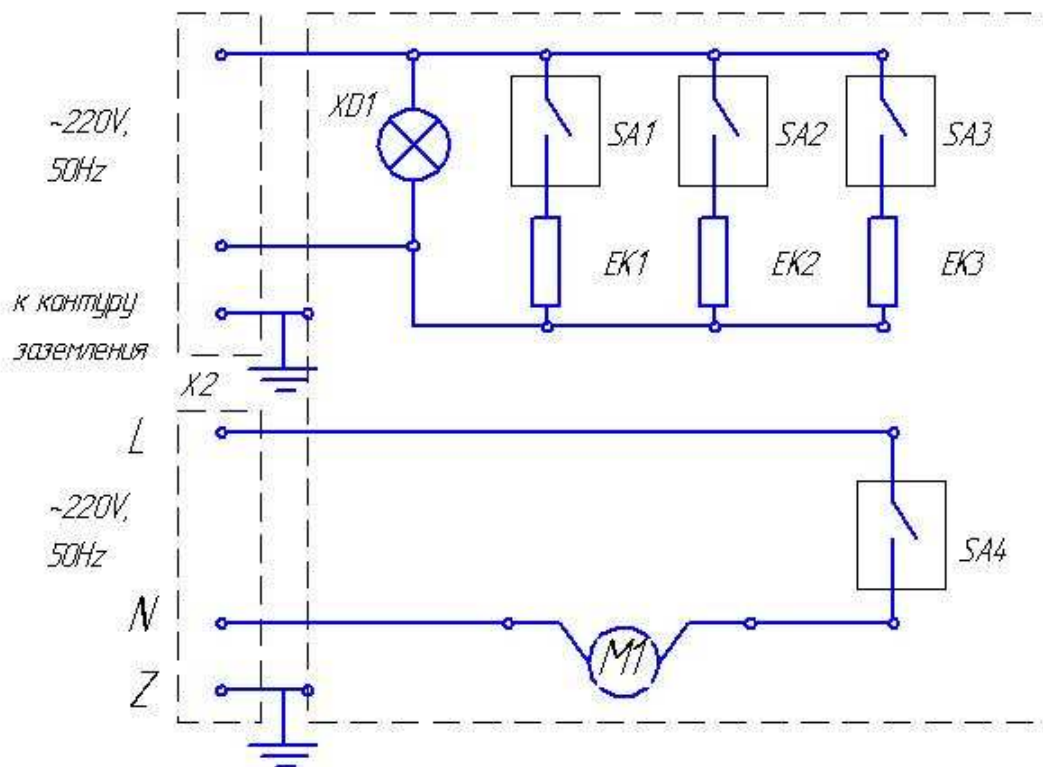 ~220V,
50Hz
XD1
SA1
SA2
SA3
EK1
EK2
EK3
к контуру
заземления
X2
L
~220V,
50Hz
SA4
N
M1
Z